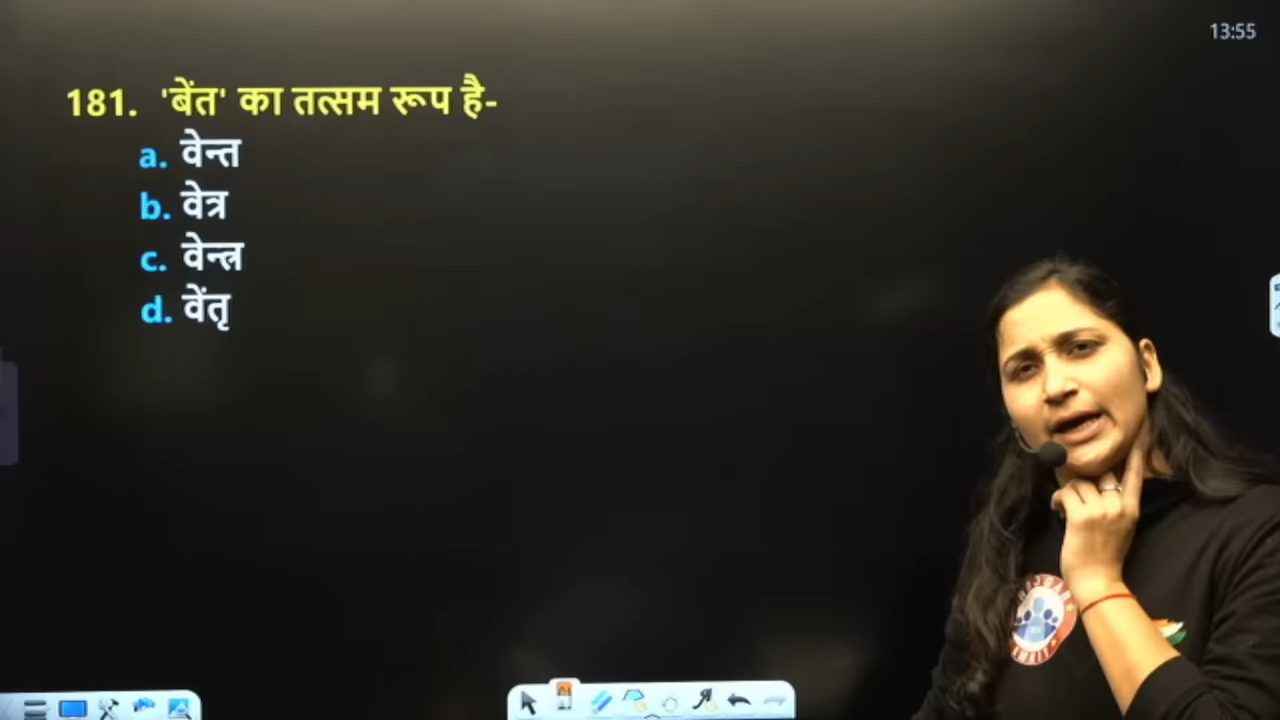 13:55
181. 'बेंत' का तत्सम रूप है-
a. वेन्त
b. वेत्र
c. वेन्त्र
d. वेंतृ